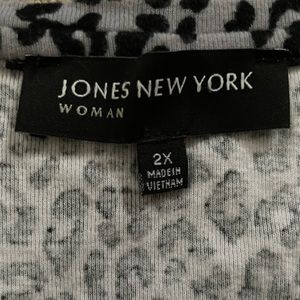 JONES NEW YORK
WOMAN
2X
MADE IN
VIETNAM